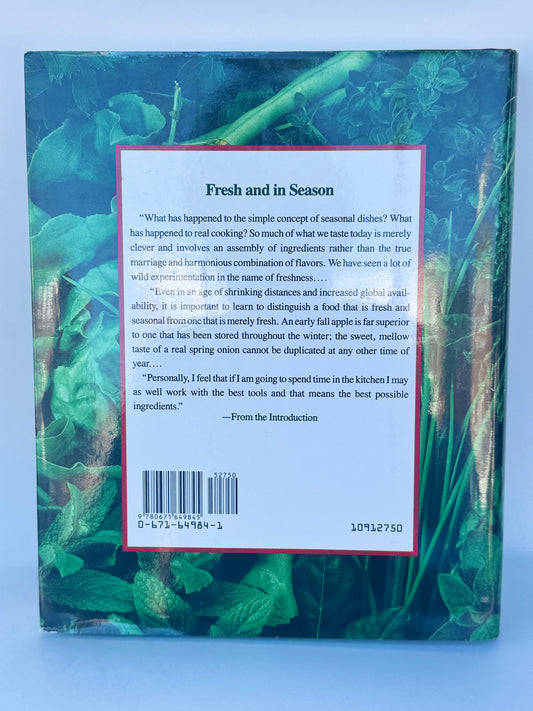 Fresh and in Season
“What has happened to the simple concept of seasonal dishes? What
has happened to real cooking? So much of what we taste today is merely
clever and involves an assembly of ingredients rather than the true
marriage and harmonious combination of flavors. We have seen a lot of
wild experimentation in the name of freshness....
“Even in an age of shrinking distances and increased global avail-
ability, it is important to learn to distinguish a food that is fresh and
seasonal from one that is merely fresh. An early fall apple is far superior
to one that has been stored throughout the winter; the sweet, mellow
taste of a real spring onion cannot be duplicated at any other time of
year....
“Personally, I feel that if I am going to spend time in the kitchen I may
as well work with the best tools and that means the best possible
ingredients.”
—From the Introduction
52750
9 780671 649845
0-671-64984-1
10912750